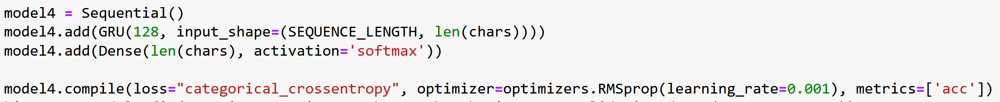 model4 = Sequential()
model4.add(GRU(128, input_shape=(SEQUENCE_LENGTH, len(chars))))
model4.add(Dense(len(chars), activation='softmax'))
model4.compile(loss="categorical_crossentropy", optimizer=optimizers.RMSprop(learning_rate=0.001), metrics=['acc'])